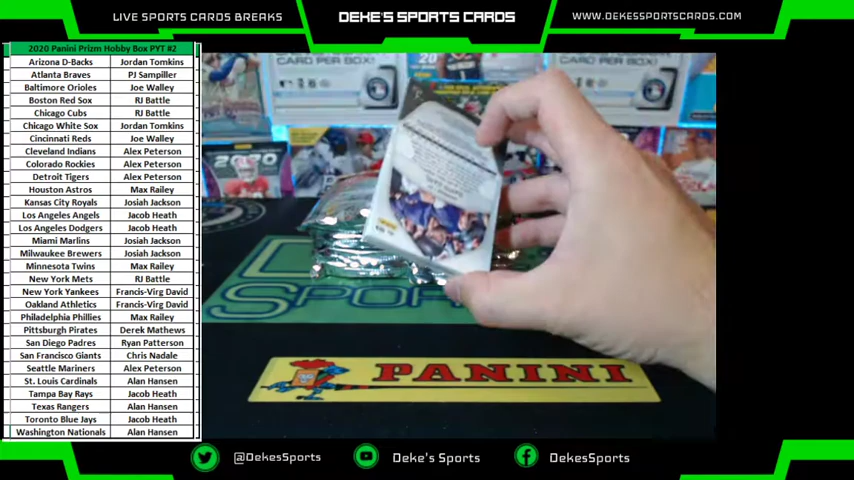 LIVE SPORTS CARDS BREAKS
DEKE'S SPORTS CARDS
WWW.DEKESSPORTSCARDS.COM
2020 Panini Prizm Hobby Box PYT #2
Arizona D-Backs Jordan Tomkins
Atlanta Braves PJ Sampiller
Baltimore Orioles Joe Walley
Boston Red Sox RJ Battle
Chicago Cubs RJ Battle
Chicago White Sox Jordan Tomkins
Cincinnati Reds Joe Walley
Cleveland Indians Alex Peterson
Colorado Rockies Alex Peterson
Detroit Tigers Alex Peterson
Houston Astros Max Railey
Kansas City Royals Josiah Jackson
Los Angeles Angels Jacob Heath
Los Angeles Dodgers Jacob Heath
Miami Marlins Josiah Jackson
Milwaukee Brewers Josiah Jackson
Minnesota Twins Max Railey
New York Mets RJ Battle
New York Yankees Francis-Virg David
Oakland Athletics Francis-Virg David
Philadelphia Phillies Max Railey
Pittsburgh Pirates Derek Mathews
San Diego Padres Ryan Patterson
San Francisco Giants Chris Nadale
Seattle Mariners Alex Peterson
St. Louis Cardinals Alan Hansen
Tampa Bay Rays Jacob Heath
Texas Rangers Alan Hansen
Toronto Blue Jays Jacob Heath
Washington Nationals Alan Hansen
CARD PER BOX!
2020
PANINI
@DekesSports
Deke's Sports
DekesSports